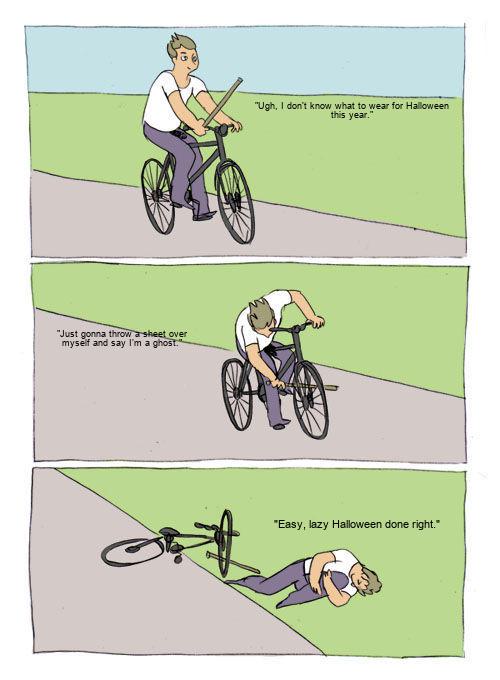 "Ugh, I don't know what to wear for Halloween
this year."
"Just gonna throw a sheet over
myself and say I'm a ghost."
"Easy, lazy Halloween done right."